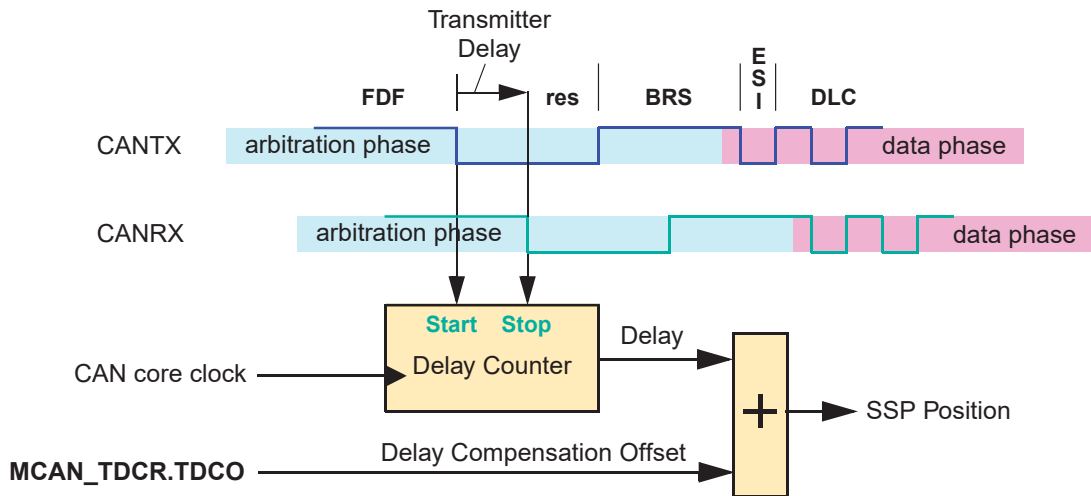 Transmitter
Delay
FDF
res
BRS
E
S
I
DLC
CANTX
arbitration phase
data phase
CANRX
arbitration phase
data phase
Start
Stop
Delay Counter
CAN core clock
Delay
+
SSP Position
Delay Compensation Offset
MCAN_TDCR.TDCO